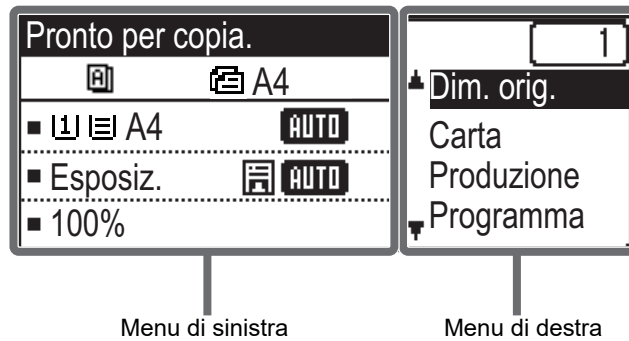 Pronto per copia.
A A4
1 A4 AUTO
Esposiz. AUTO
100%
1
Dim. orig.
Carta
Produzione
Programma
Menu di sinistra
Menu di destra